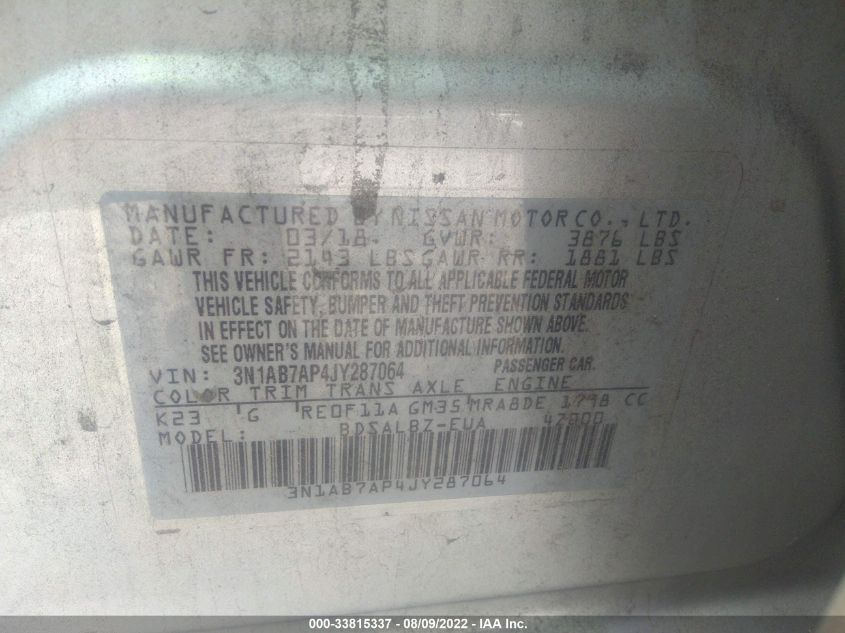 MANUFACTURED BY NISSAN MOTOR CO., LTD.
DATE: 03/18. GVWR: 3876 LBS
GAWR FR: 2143 LBS GAWR RR: 1881 LBS
THIS VEHICLE CONFORMS TO ALL APPLICABLE FEDERAL MOTOR
VEHICLE SAFETY, BUMPER AND THEFT PREVENTION STANDARDS
IN EFFECT ON THE DATE OF MANUFACTURE SHOWN ABOVE.
SEE OWNER'S MANUAL FOR ADDITIONAL INFORMATION.
VIN: 3N1AB7AP4JY287064 PASSENGER CAR.
COLOR TRIM TRANS AXLE ENGINE
K23 G RE0F11A GM35 MRA8DE 1798 CC
MODEL: BDSALBZ-EUA 47800
3N1AB7AP4JY287064
000-33815337 - 08/09/2022 - IAA Inc.